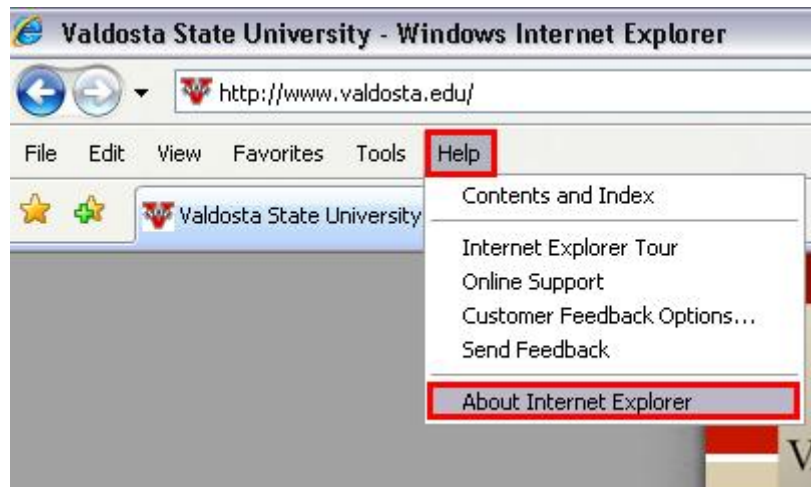 Valdosta State University - Windows Internet Explorer
http://www.valdosta.edu/
File Edit View Favorites Tools Help
Valdosta State University
Contents and Index
Internet Explorer Tour
Online Support
Customer Feedback Options...
Send Feedback
About Internet Explorer
V